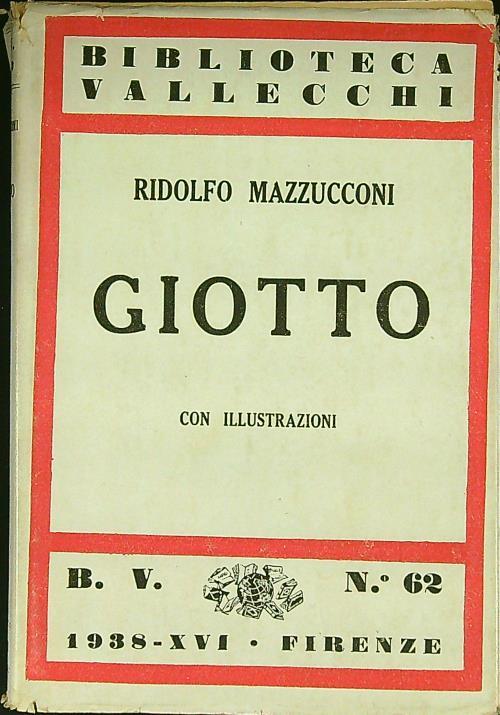 BIBLIOTECA
VALLECCHI
RIDOLFO MAZZUCCONI
GIOTTO
CON ILLUSTRAZIONI
B. V. N.º 62
1938-XVI • FIRENZE